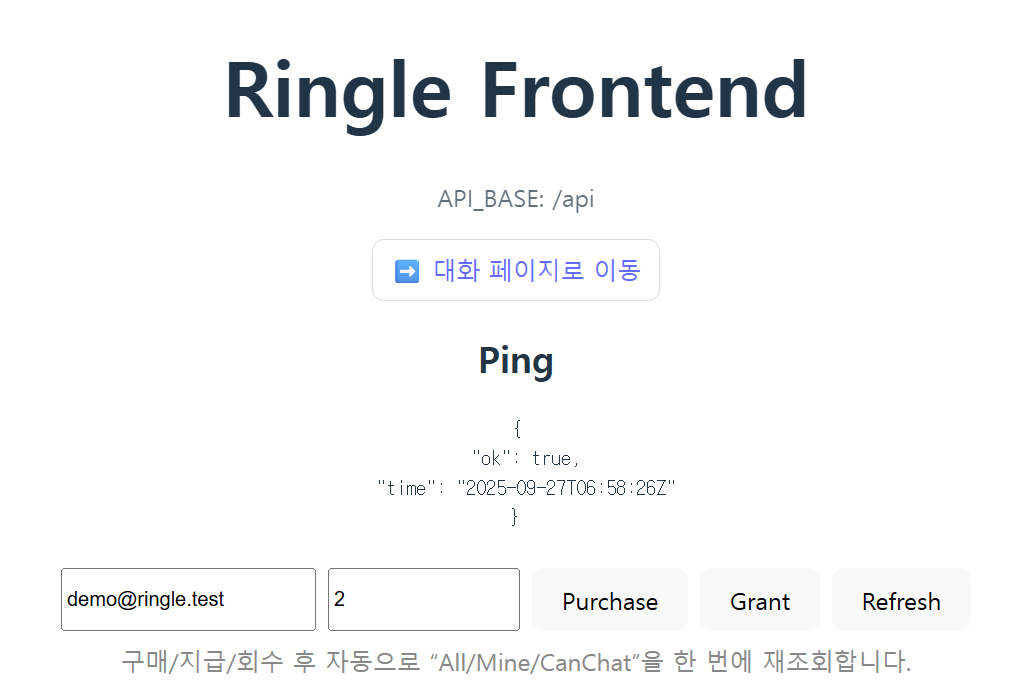 Ringle Frontend
API_BASE: /api
➡️ 대화 페이지로 이동
Ping
{
"ok": true,
"time": "2025-09-27T06:58:26Z"
}
demo@ringle.test 2 Purchase Grant Refresh
구매/지급/회수 후 자동으로 “All/Mine/CanChat”을 한 번에 재조회합니다.